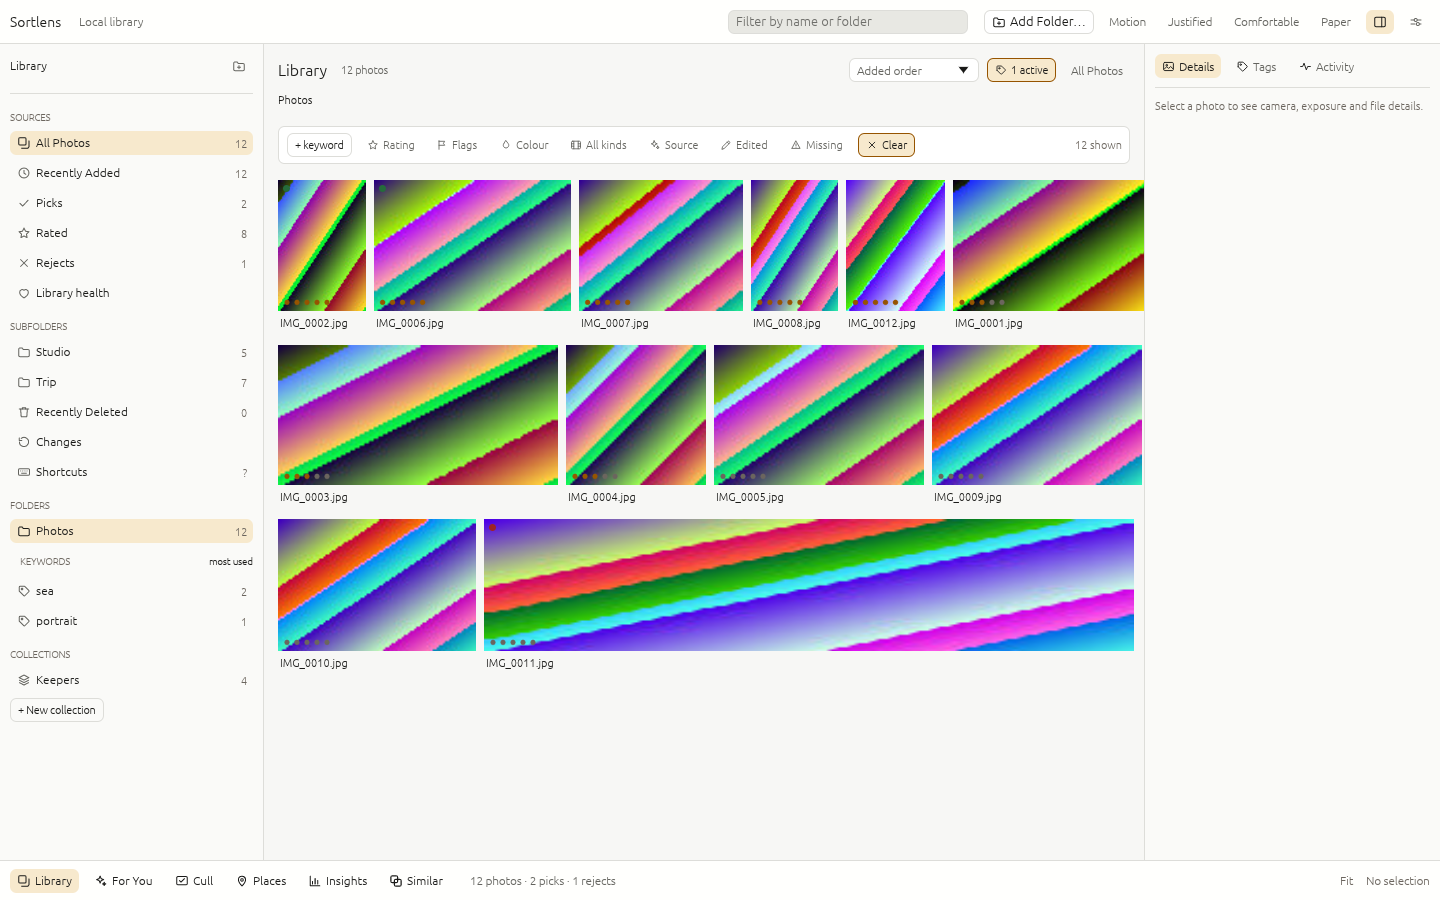 Sortlens Local library Filter by name or folder Add Folder... Motion Justified Comfortable Paper
Library
SOURCES
All Photos 12
Recently Added 12
Picks 2
Rated 8
Rejects 1
Library health
SUBFOLDERS
Studio 5
Trip 7
Recently Deleted 0
Changes
Shortcuts ?
FOLDERS
Photos 12
KEYWORDS most used
sea 2
portrait 1
COLLECTIONS
Keepers 4
+ New collection
Library 12 photos Added order 1 active All Photos
Photos
+ keyword Rating Flags Colour All kinds Source Edited Missing Clear 12 shown
IMG_0002.jpg IMG_0006.jpg IMG_0007.jpg IMG_0008.jpg IMG_0012.jpg IMG_0001.jpg
IMG_0003.jpg IMG_0004.jpg IMG_0005.jpg IMG_0009.jpg
IMG_0010.jpg IMG_0011.jpg
Details Tags Activity
Select a photo to see camera, exposure and file details.
Library For You Cull Places Insights Similar 12 photos · 2 picks · 1 rejects Fit No selection